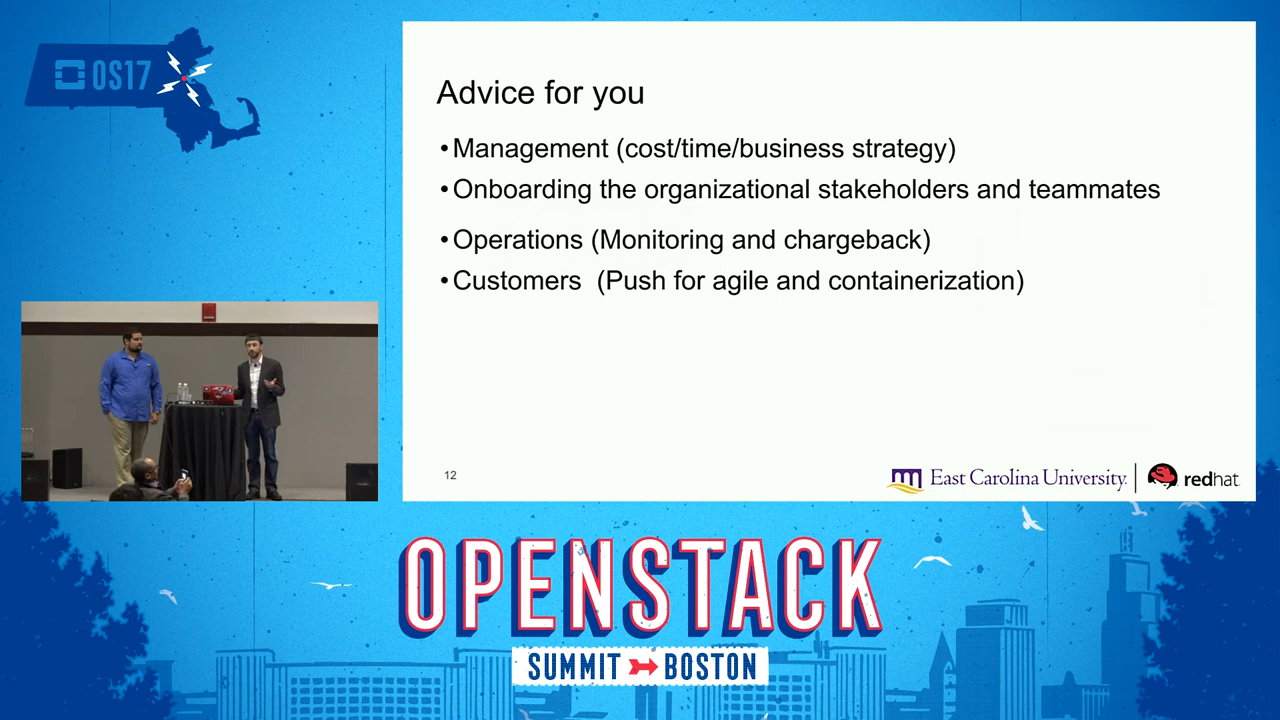 OS17
Advice for you
•Management (cost/time/business strategy)
•Onboarding the organizational stakeholders and teammates
•Operations (Monitoring and chargeback)
•Customers  (Push for agile and containerization)
12
East Carolina University.
redhat.
OPENSTACK
SUMMIT BOSTON